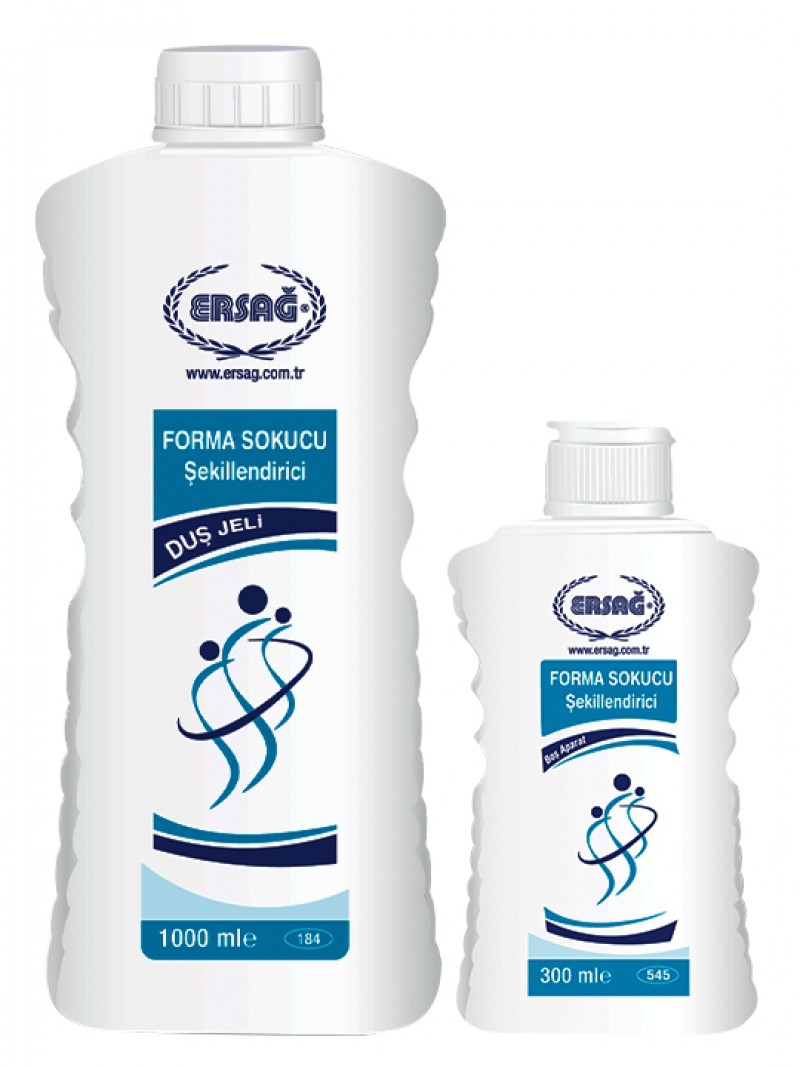 ERSAĞ®
www.ersag.com.tr
FORMA SOKUCU
Şekillendirici
DUŞ JELİ
1000 ml℮
184
ERSAĞ®
www.ersag.com.tr
FORMA SOKUCU
Şekillendirici
Boş Aparat
300 ml℮
545